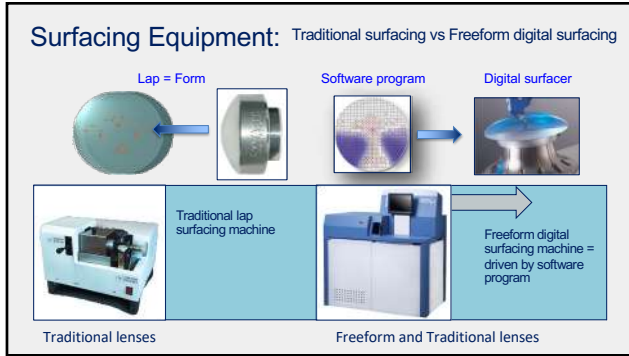 Surfacing Equipment: Traditional surfacing vs Freeform digital surfacing
Lap = Form
Software program
Digital surfacer
Traditional lap
surfacing machine
Freeform digital
surfacing machine =
driven by software
program
Traditional lenses
Freeform and Traditional lenses